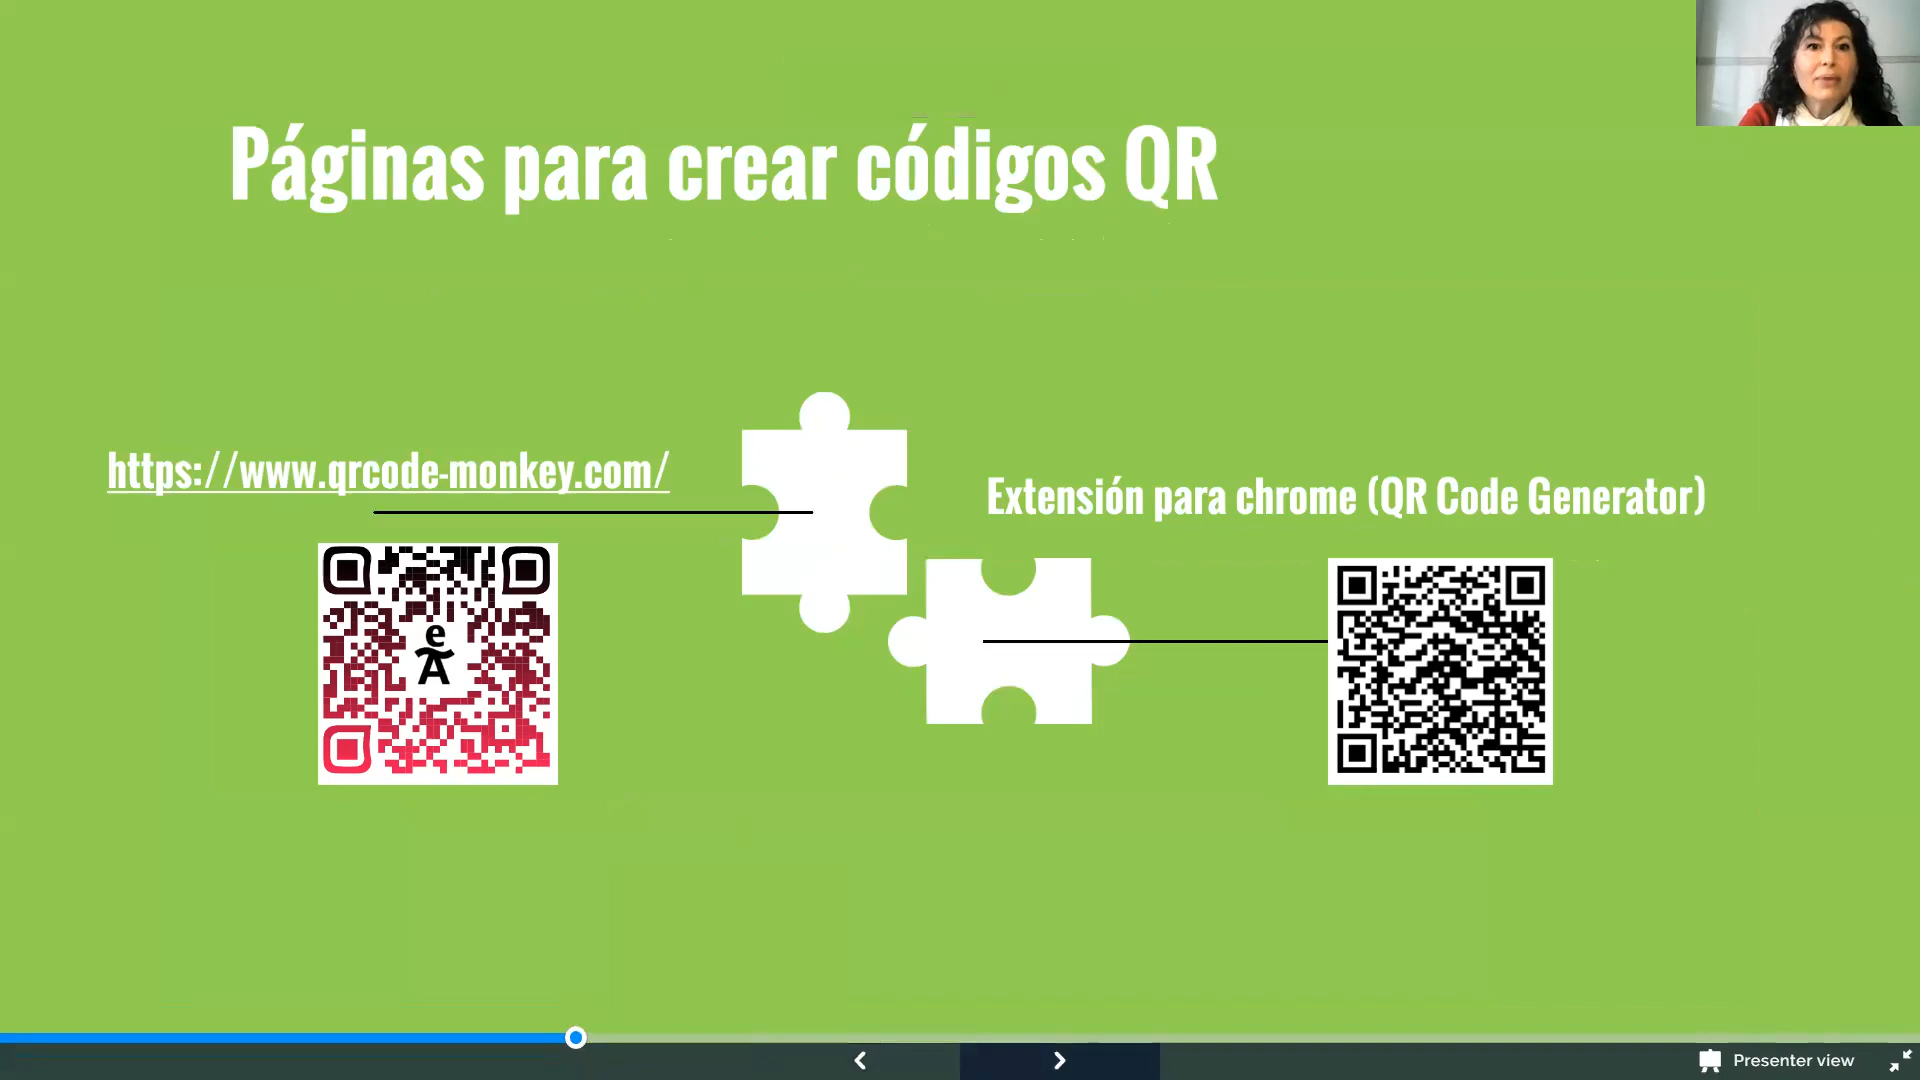 Páginas para crear códigos QR
https://www.qrcode-monkey.com/
Extensión para chrome (QR Code Generator)
e
A
Presenter view